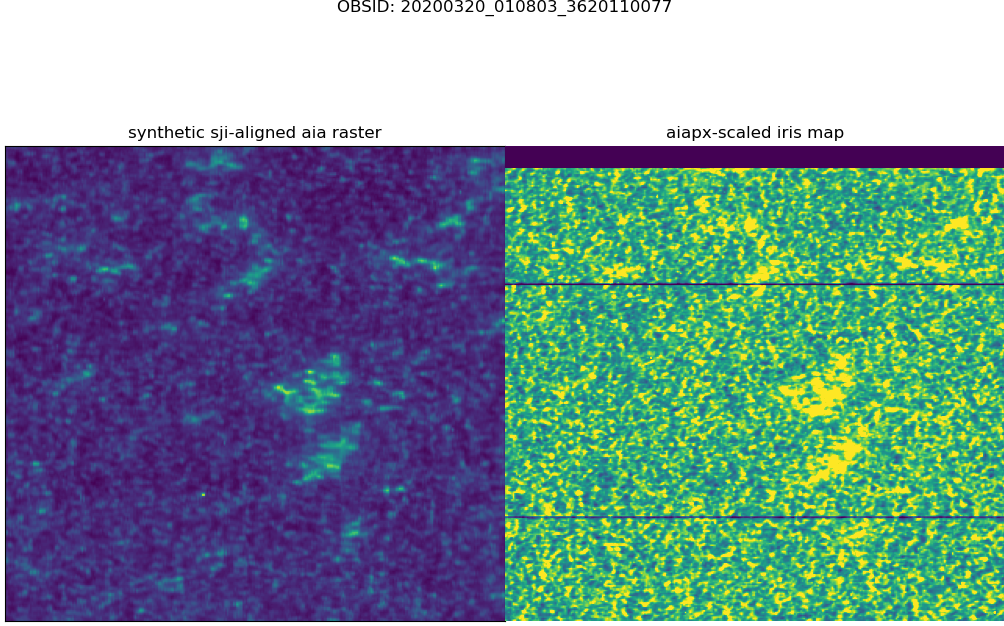 OBSID: 20200320_010803_3620110077
synthetic sji-aligned aia raster
aiapx-scaled iris map